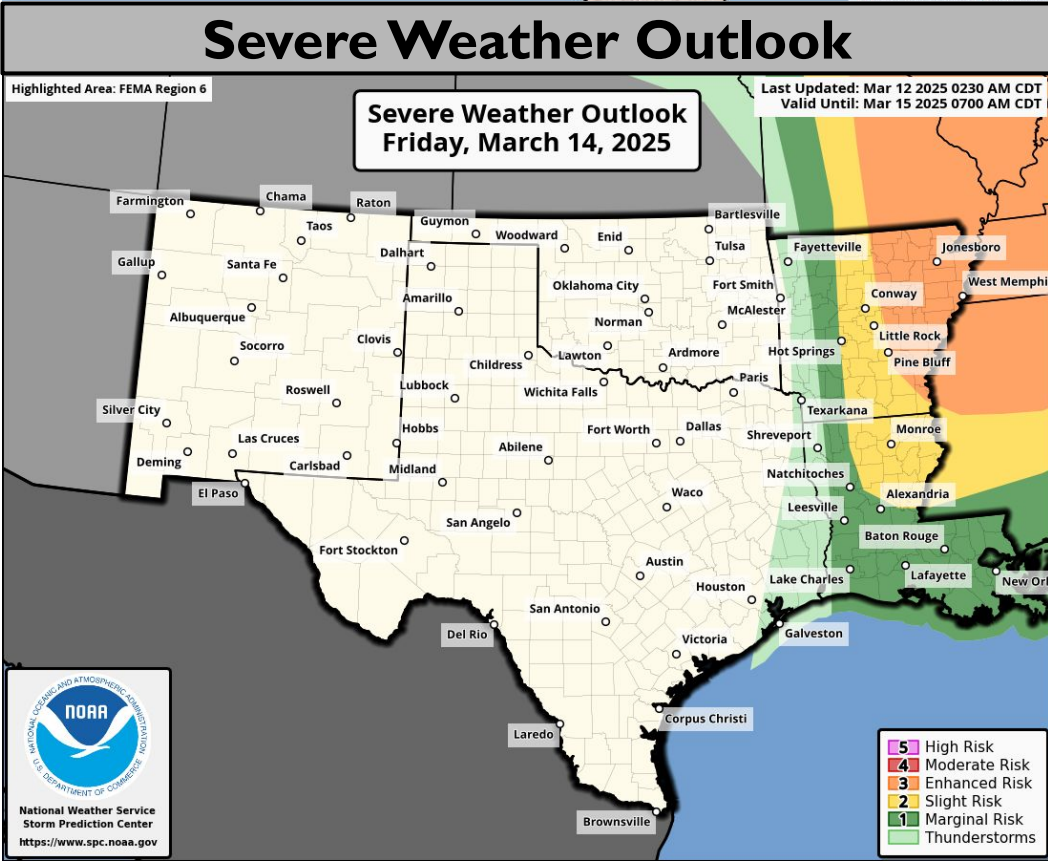 Severe Weather Outlook
Highlighted Area: FEMA Region 6
Last Updated: Mar 12 2025 0230 AM CDT
Valid Until: Mar 15 2025 0700 AM CDT
Severe Weather Outlook
Friday, March 14, 2025
Farmington
Chama
Raton
Taos
Guymon
Woodward
Enid
Bartlesville
Tulsa
Fayetteville
Jonesboro
Gallup
Santa Fe
Dalhart
Oklahoma City
Fort Smith
Conway
West Memphi
Albuquerque
Amarillo
Norman
McAlester
Little Rock
Socorro
Clovis
Childress
Lawton
Ardmore
Hot Springs
Pine Bluff
Roswell
Lubbock
Wichita Falls
Paris
Texarkana
Silver City
Las Cruces
Hobbs
Abilene
Fort Worth
Dallas
Shreveport
Monroe
Deming
Carlsbad
Midland
Natchitoches
El Paso
Waco
Alexandria
Leesville
San Angelo
Baton Rouge
Fort Stockton
Austin
Houston
Lake Charles
Lafayette
New Orl
San Antonio
Del Rio
Victoria
Galveston
Laredo
Corpus Christi
Brownsville
NATIONAL OCEANIC AND ATMOSPHERIC ADMINISTRATION
NOAA
U.S. DEPARTMENT OF COMMERCE
National Weather Service
Storm Prediction Center
https://www.spc.noaa.gov
5 High Risk
4 Moderate Risk
3 Enhanced Risk
2 Slight Risk
1 Marginal Risk
Thunderstorms